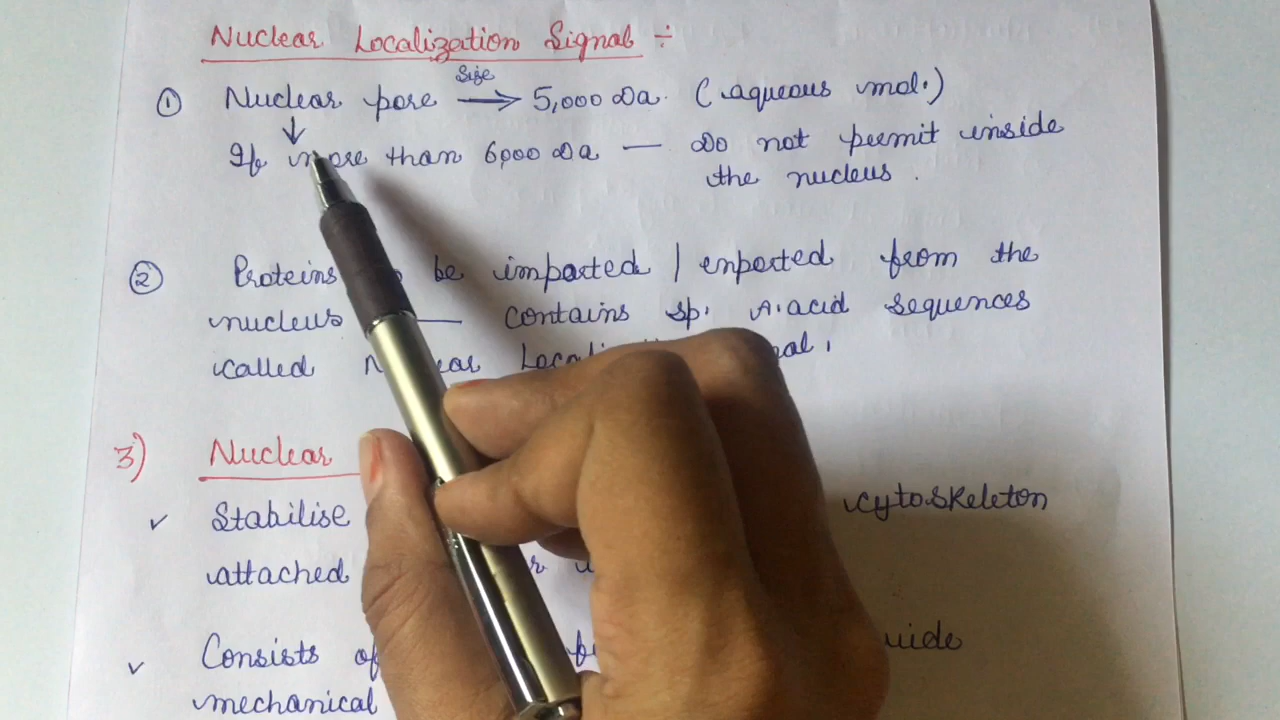 Nuclear Localization Signal ÷
① Nuclear pore Size → 5,000 Da. (aqueous mol.)
↓
If more than 6000 Da — Do not permit inside
the nucleus.
② Proteins be imported / exported from the
nucleus — contains sp. A.acid sequences
called
3) Nuclear
✓ Stabilise cytoskeleton
attached
✓ Consists of
mechanical